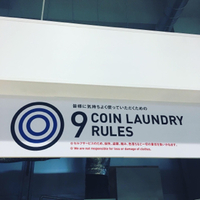 皆様に気持ちよく使っていただくための
9 COIN LAUNDRY
RULES
※ We are not responsible for loss or damage of clothes.